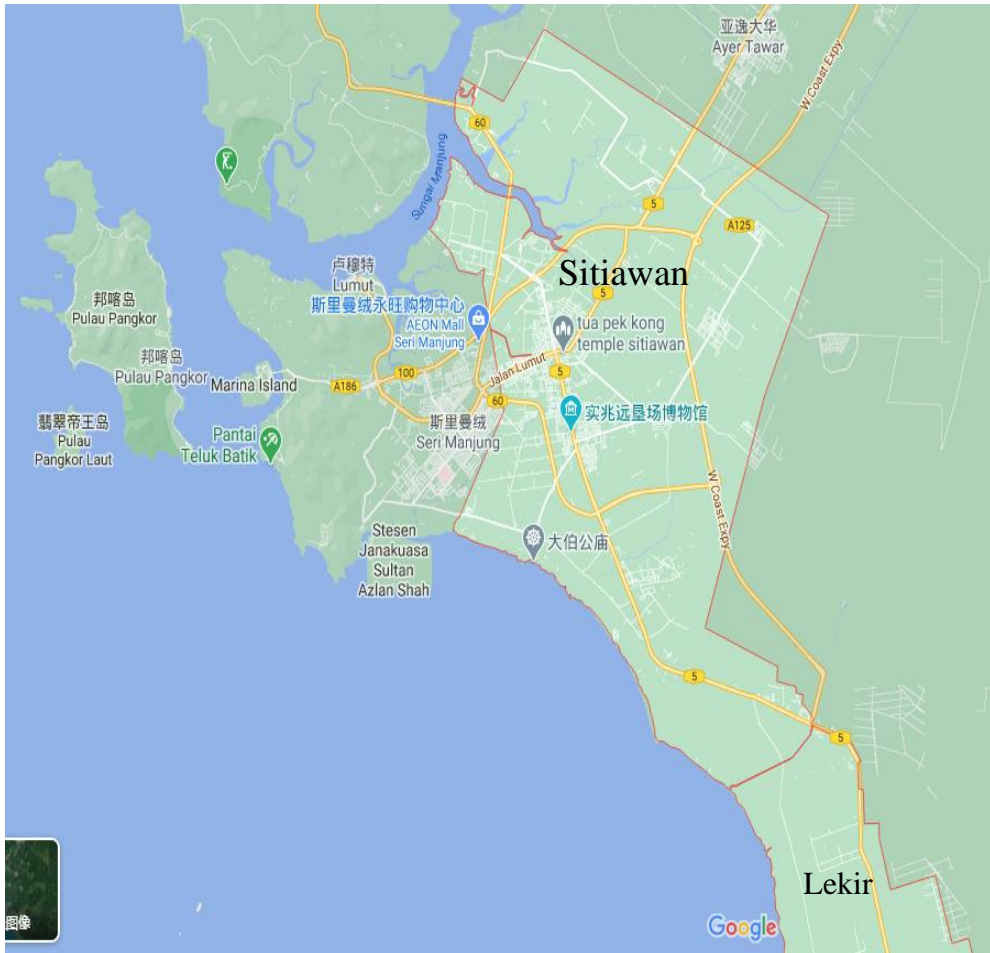 亚逸大华
Ayer Tawar
W Coast Expy
60
Sungai Manjung
5
A125
卢穆特
Lumut
Sitiawan
邦喀岛
Pulau Pangkor
斯里曼绒永旺购物中心
AEON Mall
Seri Manjung
5
tua pek kong
temple sitiawan
邦喀岛
Pulau Pangkor
Jalan Lumut
Marina Island
A186
100
5
60
翡翠帝王岛
Pulau
Pangkor Laut
Pantai
Teluk Batik
斯里曼绒
Seri Manjung
实兆远垦场博物馆
W Coast Expy
Stesen
Janakuasa
Sultan
Azlan Shah
大伯公庙
5
5
Lekir
图像
Google